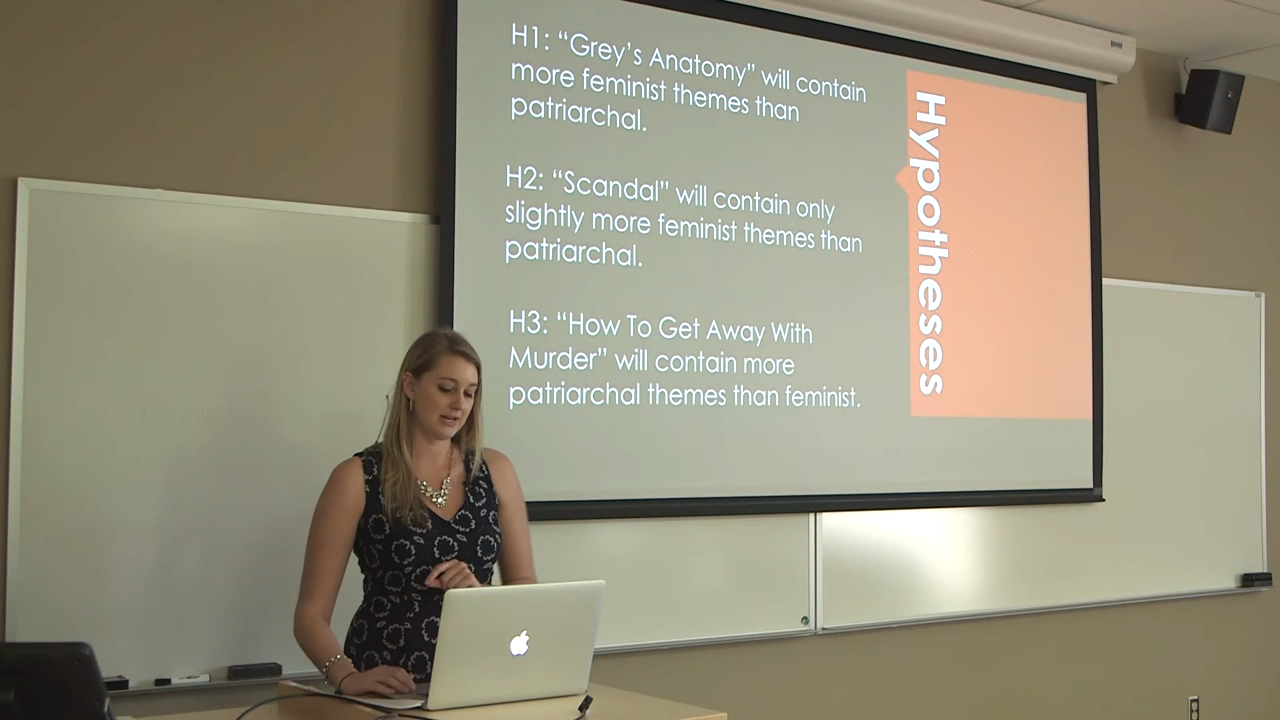 H1: “Grey’s Anatomy” will contain
more feminist themes than
patriarchal.
H2: “Scandal” will contain only
slightly more feminist themes than
patriarchal.
H3: “How To Get Away With
Murder” will contain more
patriarchal themes than feminist.
Hypotheses